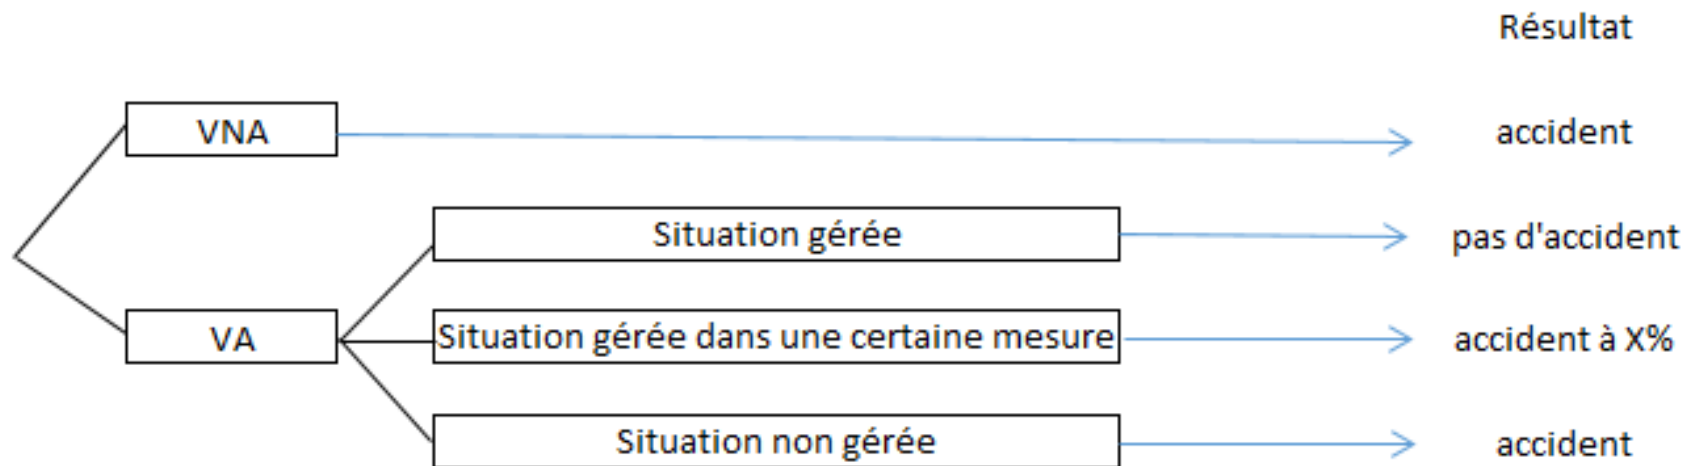 Résultat
VNA
accident
Situation gérée
pas d'accident
VA
Situation gérée dans une certaine mesure
accident à X%
Situation non gérée
accident